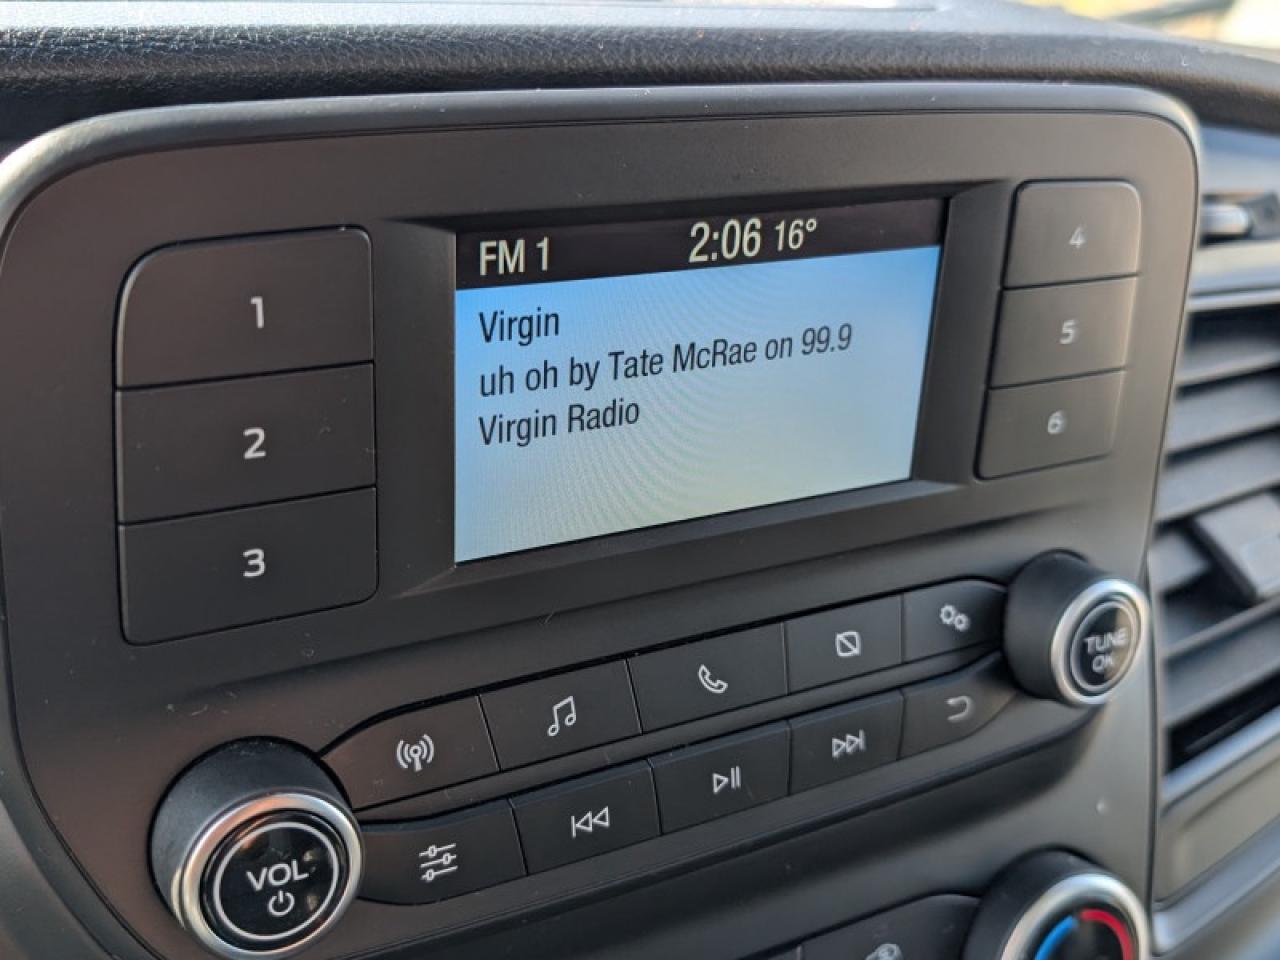 FM 1 2:06 16°
Virgin
uh oh by Tate McRae on 99.9
Virgin Radio
1
2
3
4
5
6
TUNE
OK
VOL